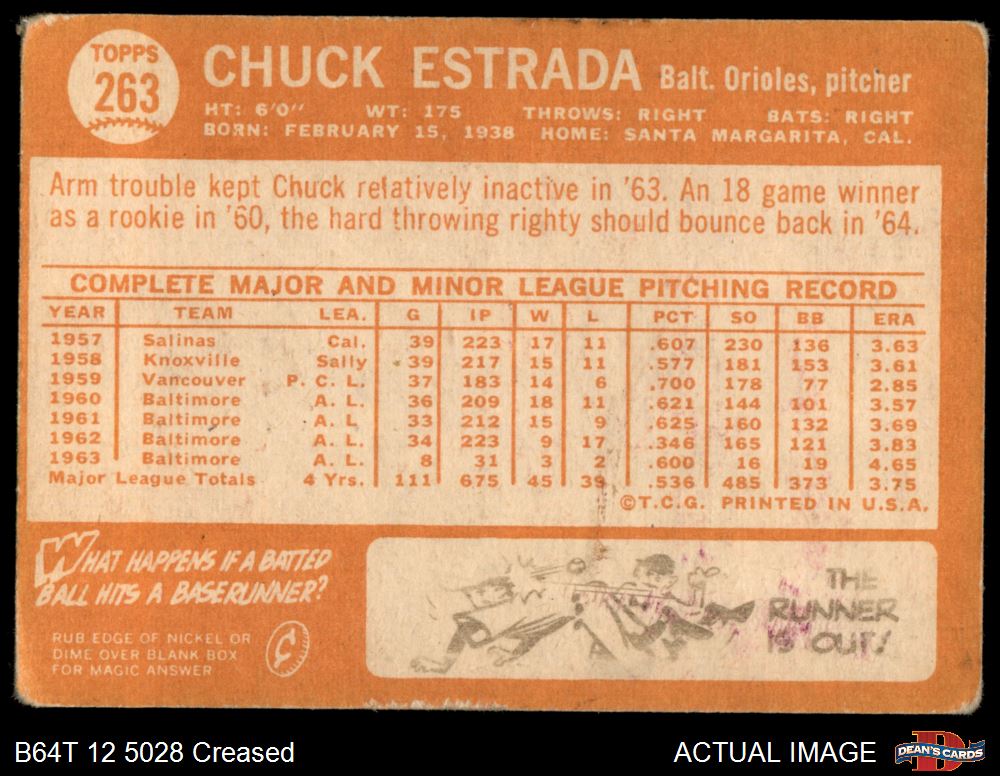 TOPPS
263
CHUCK ESTRADA Balt. Orioles, pitcher
HT: 6'0" WT: 175 THROWS: RIGHT BATS: RIGHT
BORN: FEBRUARY 15, 1938 HOME: SANTA MARGARITA, CAL.
Arm trouble kept Chuck relatively inactive in '63. An 18 game winner
as a rookie in '60, the hard throwing righty should bounce back in '64.
COMPLETE MAJOR AND MINOR LEAGUE PITCHING RECORD
YEAR TEAM LEA. G IP W L PCT SO BB ERA
1957 Salinas Cal. 39 223 17 11 .607 230 136 3.63
1958 Knoxville Sally 39 217 15 11 .577 181 153 3.61
1959 Vancouver P. C. L. 37 183 14 6 .700 178 77 2.85
1960 Baltimore A. L. 36 209 18 11 .621 144 101 3.57
1961 Baltimore A. L 33 212 15 9 .625 160 132 3.69
1962 Baltimore A. L. 34 223 9 17 .346 165 121 3.83
1963 Baltimore A. L. 8 31 3 2 .600 16 19 4.65
Major League Totals 4 Yrs. 111 675 45 39 .536 485 373 3.75
©T.C.G. PRINTED IN U.S.A.
WHAT HAPPENS IF A BATTED
BALL HITS A BASERUNNER?
RUB EDGE OF NICKEL OR
DIME OVER BLANK BOX
FOR MAGIC ANSWER
THE
RUNNER
IS OUT!
B64T 12 5028 Creased
ACTUAL IMAGE
DEAN'S CARDS